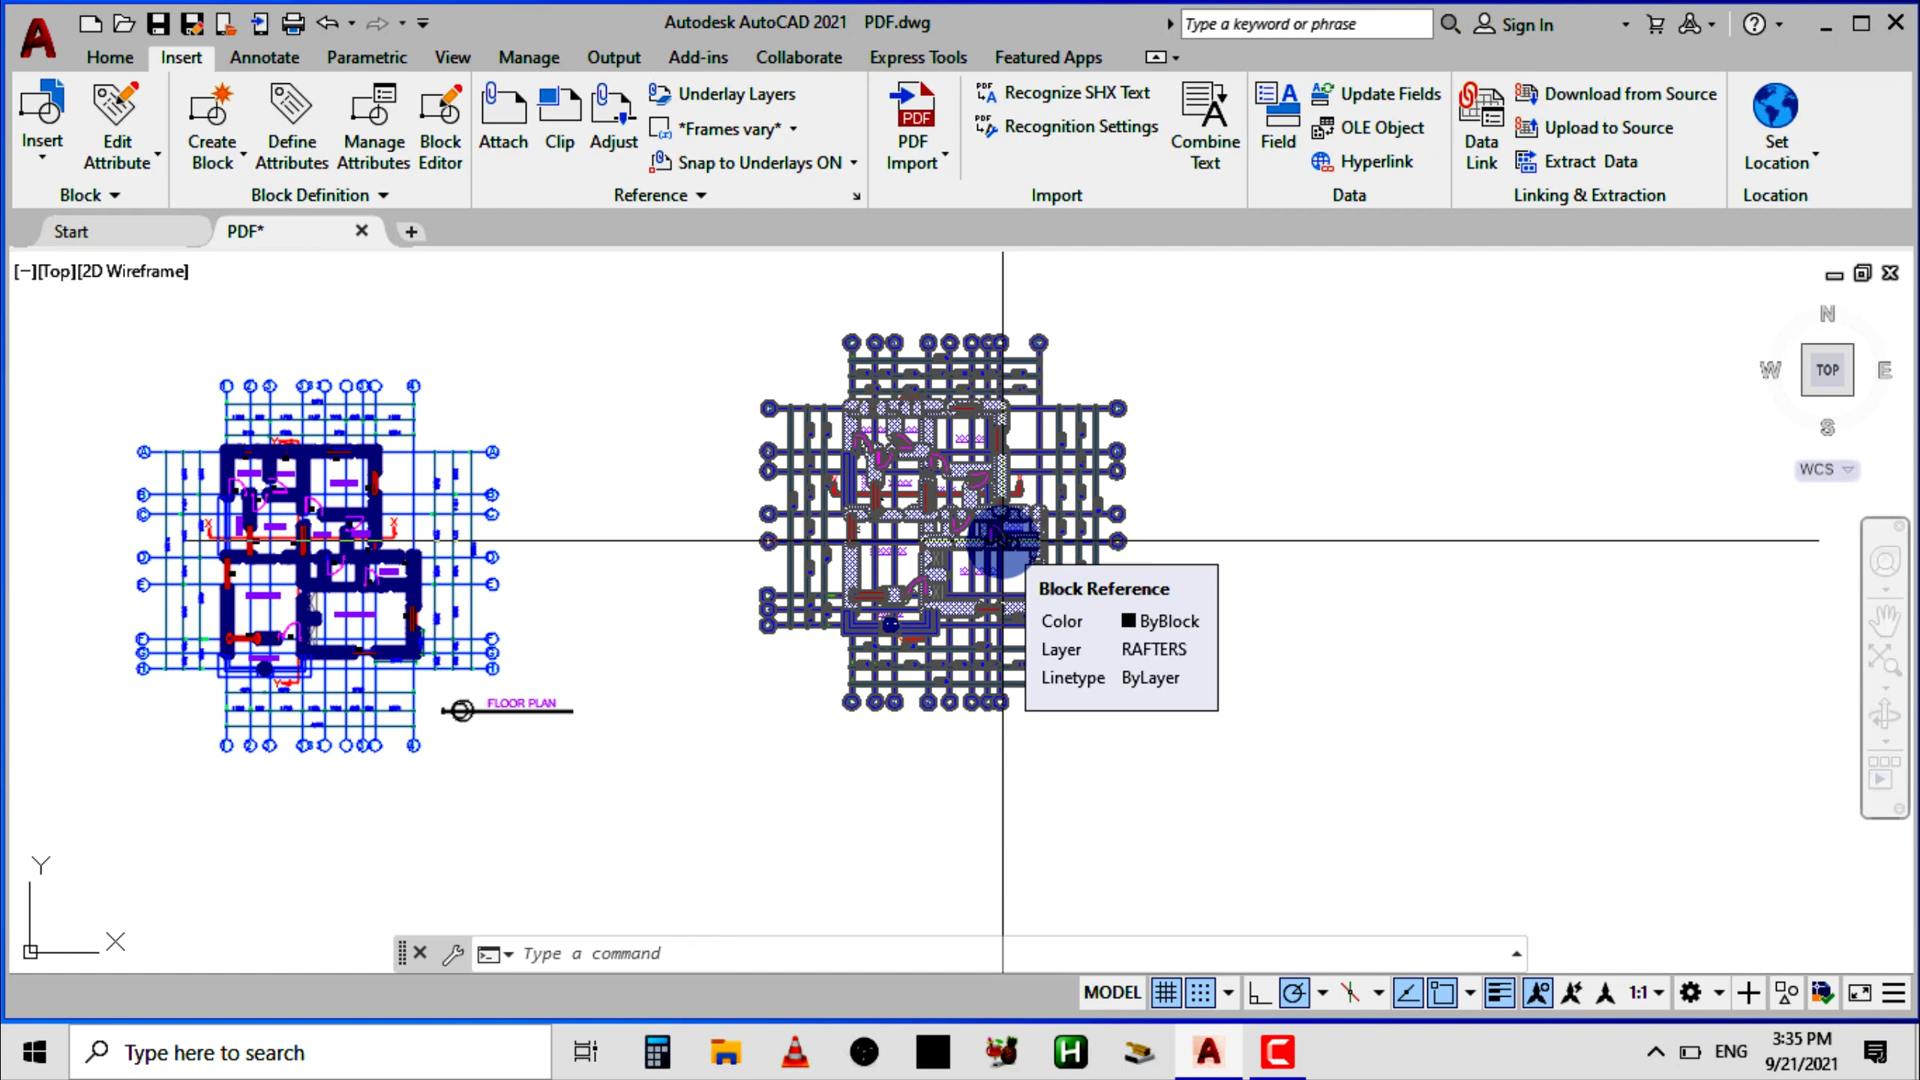 Autodesk AutoCAD 2021 PDF.dwg
Type a keyword or phrase
Sign In
Home Insert Annotate Parametric View Manage Output Add-ins Collaborate Express Tools Featured Apps
Insert
Edit Attribute
Block
Create Block
Define Attributes
Manage Attributes
Block Editor
Block Definition
Attach
Clip
Adjust
Underlay Layers
*Frames vary*
Snap to Underlays ON
Reference
PDF
PDF Import
PDF
Recognize SHX Text
PDF
Recognition Settings
Combine Text
Import
Field
Update Fields
OLE Object
Hyperlink
Data
Data Link
Download from Source
Upload to Source
Extract Data
Linking & Extraction
Set Location
Location
Start
PDF*
[−][Top][2D Wireframe]
N
W
TOP
E
S
WCS
X
X
FLOOR PLAN
Block Reference
Color ByBlock
Layer RAFTERS
Linetype ByLayer
Y
X
Type a command
MODEL
1:1
Type here to search
ENG
3:35 PM
9/21/2021